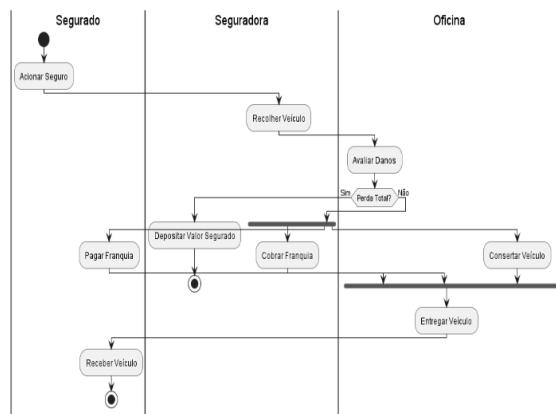 Segurado
Seguradora
Oficina
Acionar Seguro
Recolher Veículo
Avaliar Danos
Sim
Perda Total?
Não
Depositar Valor Segurado
Pagar Franquia
Cobrar Franquia
Consertar Veículo
Entregar Veículo
Receber Veículo